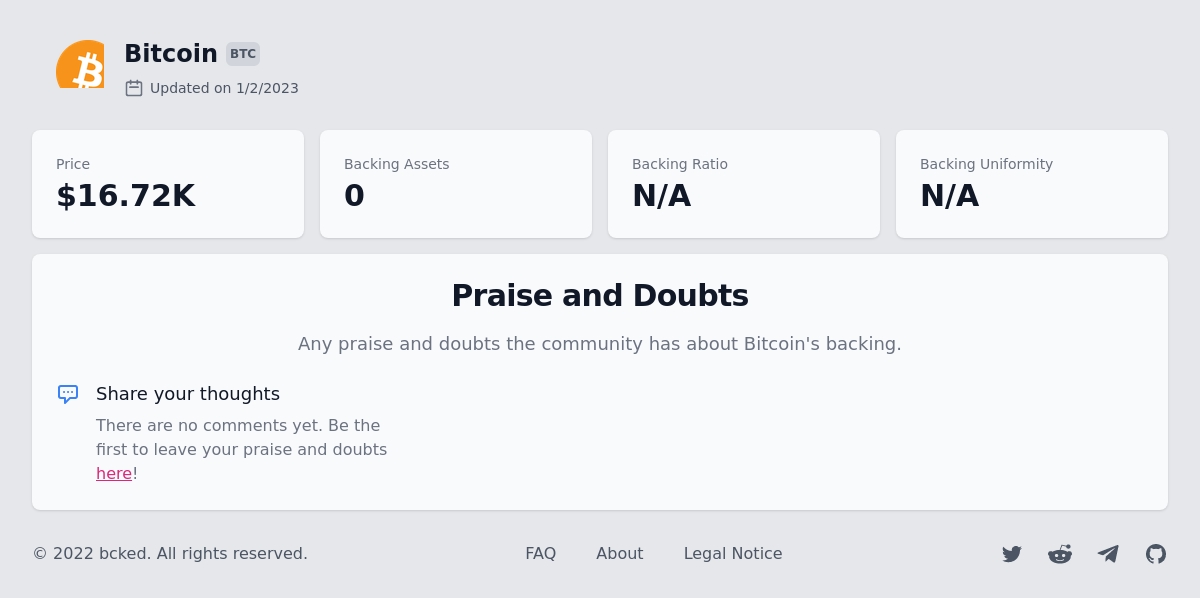 Bitcoin BTC
Updated on 1/2/2023
Price
$16.72K
Backing Assets
0
Backing Ratio
N/A
Backing Uniformity
N/A
Praise and Doubts
Any praise and doubts the community has about Bitcoin's backing.
Share your thoughts
There are no comments yet. Be the
first to leave your praise and doubts
here!
© 2022 bcked. All rights reserved.
FAQ
About
Legal Notice